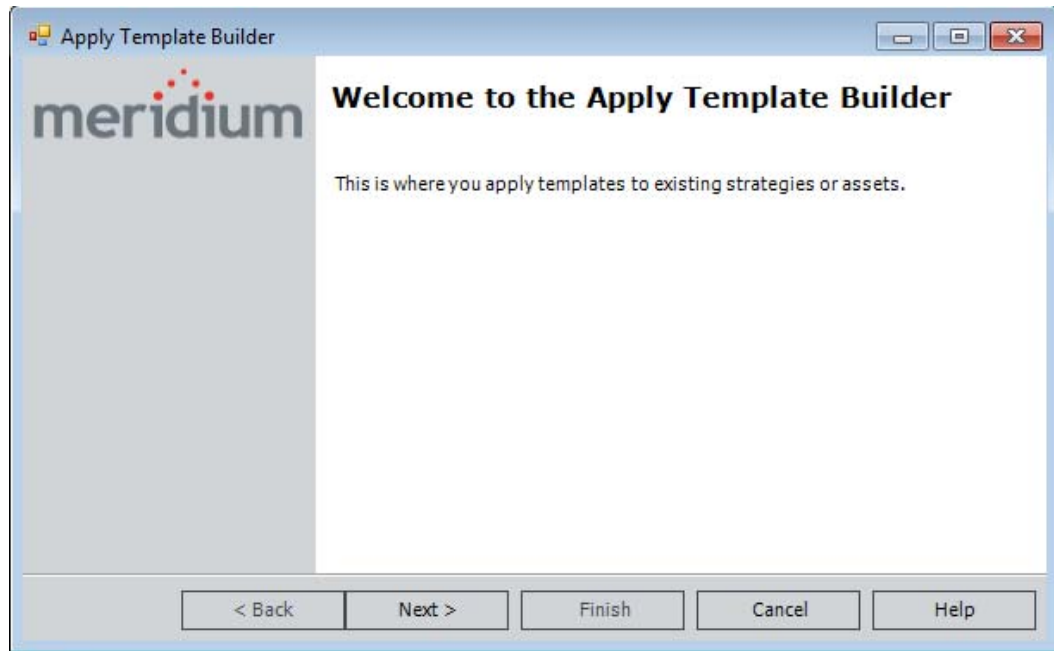 Apply Template Builder
meridium
Welcome to the Apply Template Builder
This is where you apply templates to existing strategies or assets.
< Back
Next >
Finish
Cancel
Help